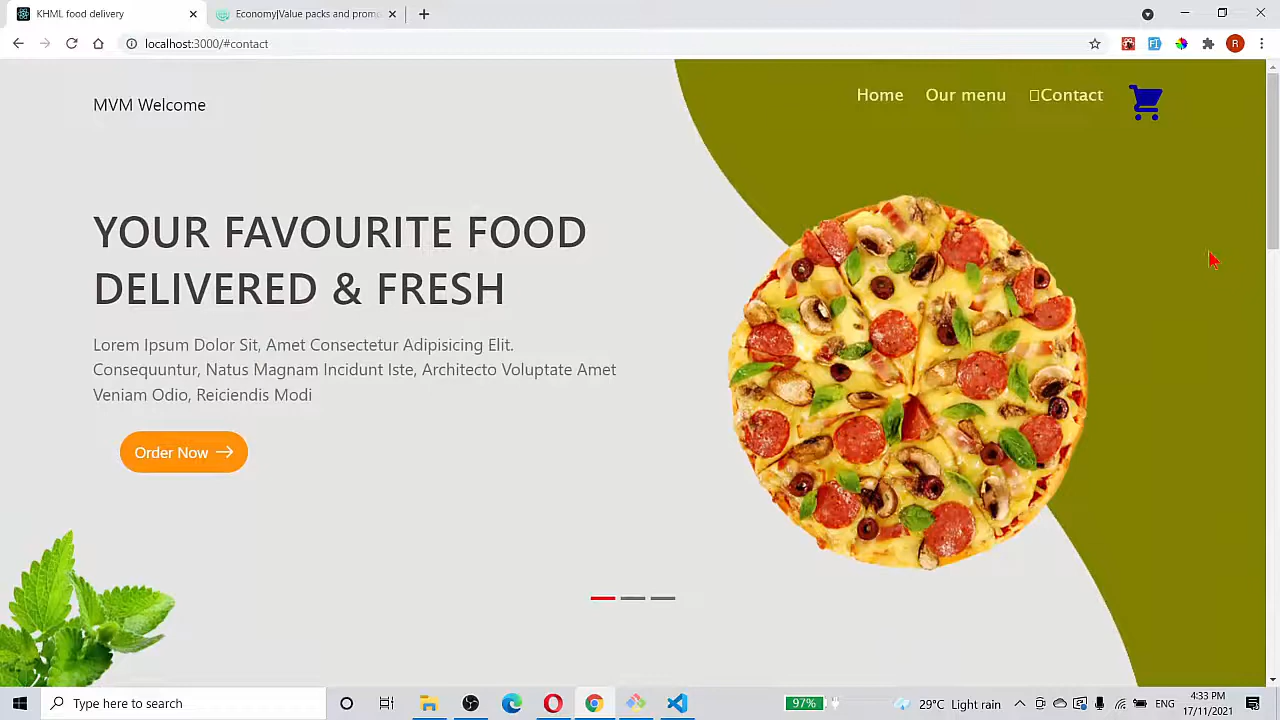 KHML food delivery
Economy|Value packs and prom
localhost:3000/#contact
R
MVM Welcome
Home
Our menu
Contact
YOUR FAVOURITE FOOD
DELIVERED & FRESH
Lorem Ipsum Dolor Sit, Amet Consectetur Adipisicing Elit.
Consequuntur, Natus Magnam Incidunt Iste, Architecto Voluptate Amet
Veniam Odio, Reiciendis Modi
Order Now
Type here to search
97%
29°C Light rain
ENG
4:33 PM
17/11/2021